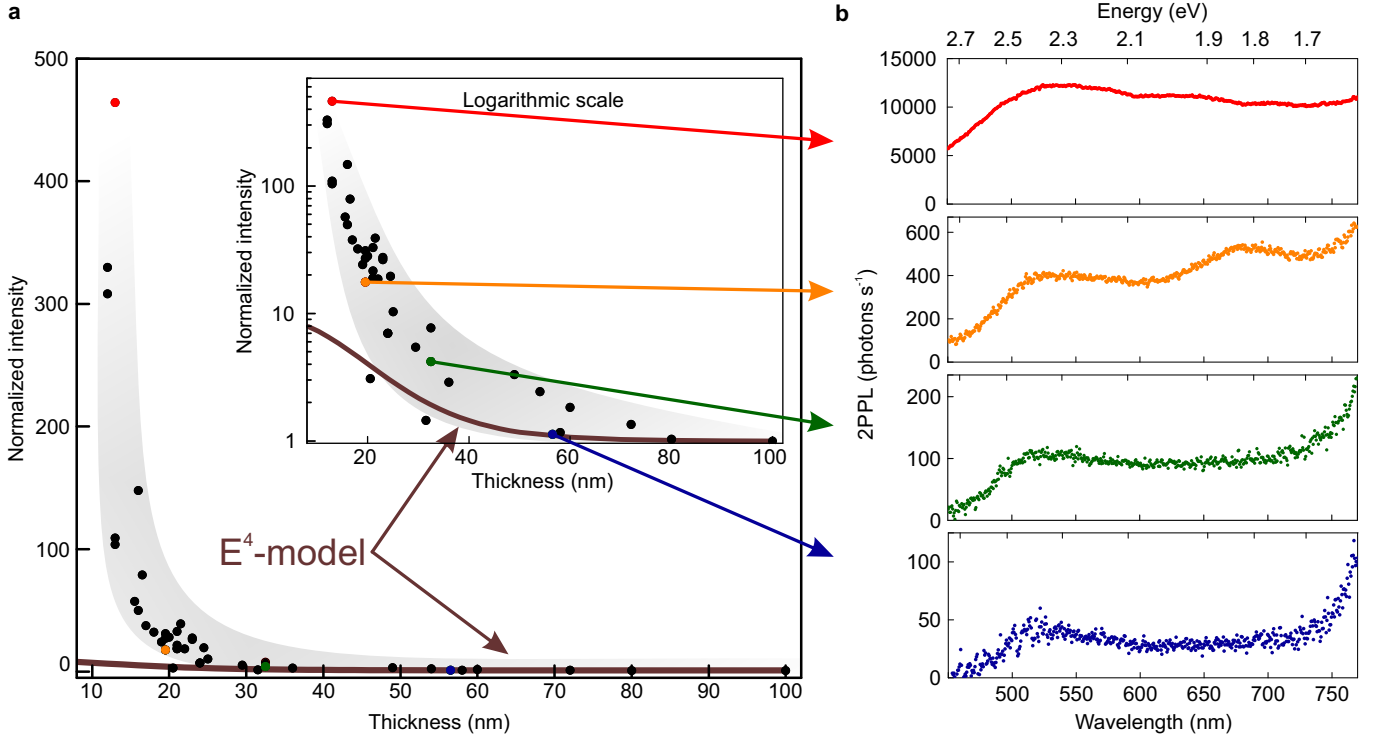 a
500
400
300
200
100
0
Normalized intensity
10 20 30 40 50 60 70 80 90 100
Thickness (nm)
E⁴-model
Logarithmic scale
100
10
1
Normalized intensity
20 40 60 80 100
Thickness (nm)
b
Energy (eV)
2.7 2.5 2.3 2.1 1.9 1.8 1.7
15000
10000
5000
0
600
400
200
0
200
100
0
100
50
0
2PPL (photons s⁻¹)
500 550 600 650 700 750
Wavelength (nm)